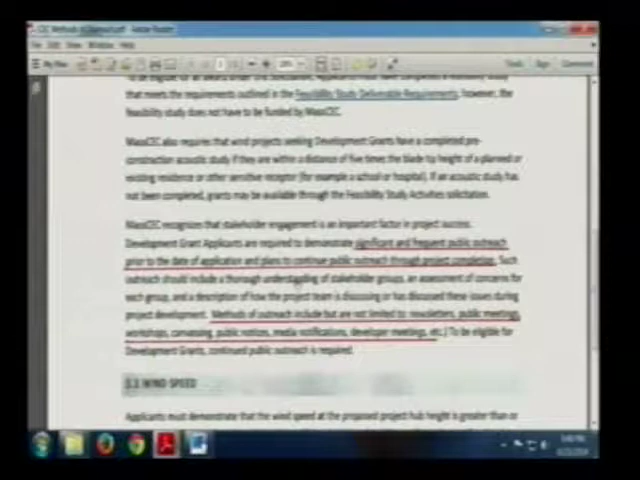 File Edit View Window Help
that meets the requirements outlined in the Feasibility Study Deliverable Requirements, however, the
feasibility study does not have to be funded by MassCEC.
MassCEC also requires that wind projects seeking Development Grants have a completed pre-
construction acoustic study if they are within a distance of five times the blade tip height of a planned or
existing residence or other sensitive receptor (for example a school or hospital). If an acoustic study has
not been completed, grants may be available through the Feasibility Study Activities solicitation.
MassCEC recognizes that stakeholder engagement is an important factor in project success.
Development Grant Applicants are required to demonstrate significant and frequent public outreach
prior to the date of application and plans to continue public outreach through project completion. Such
outreach should include a thorough understanding of stakeholder groups, an assessment of concerns for
each group, and a description of how the project team is discussing or has discussed these issues during
project development. Methods of outreach include but are not limited to: newsletters, public meetings,
workshops, canvassing, public notices, media notifications, developer meetings, etc.) To be eligible for
Development Grants, continued public outreach is required.
WIND SPEED
Applicants must demonstrate that the wind speed at the proposed project hub height is greater than or